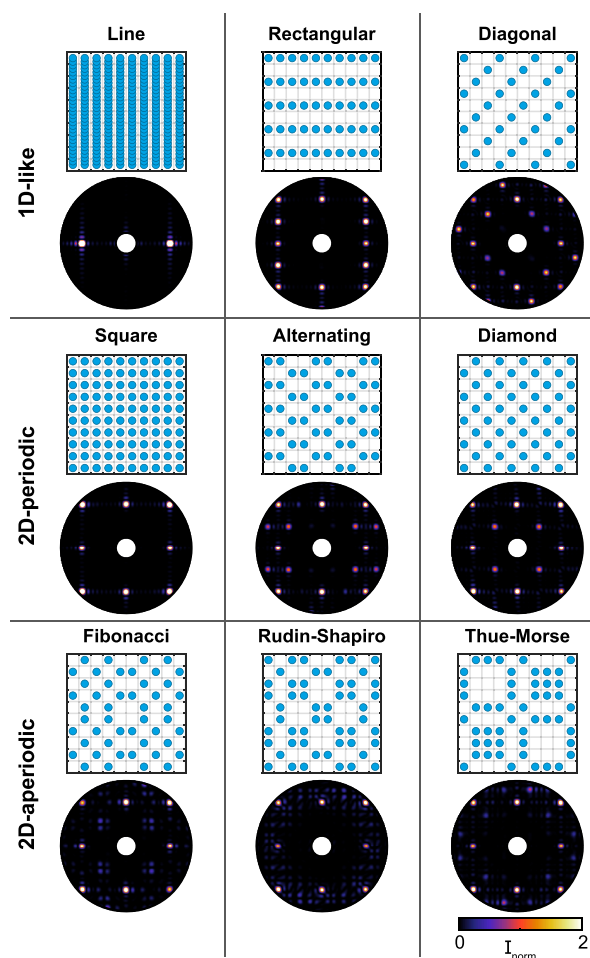 Line Rectangular Diagonal
1D-like
Square Alternating Diamond
2D-periodic
Fibonacci Rudin-Shapiro Thue-Morse
2D-aperiodic
0 I_norm 2